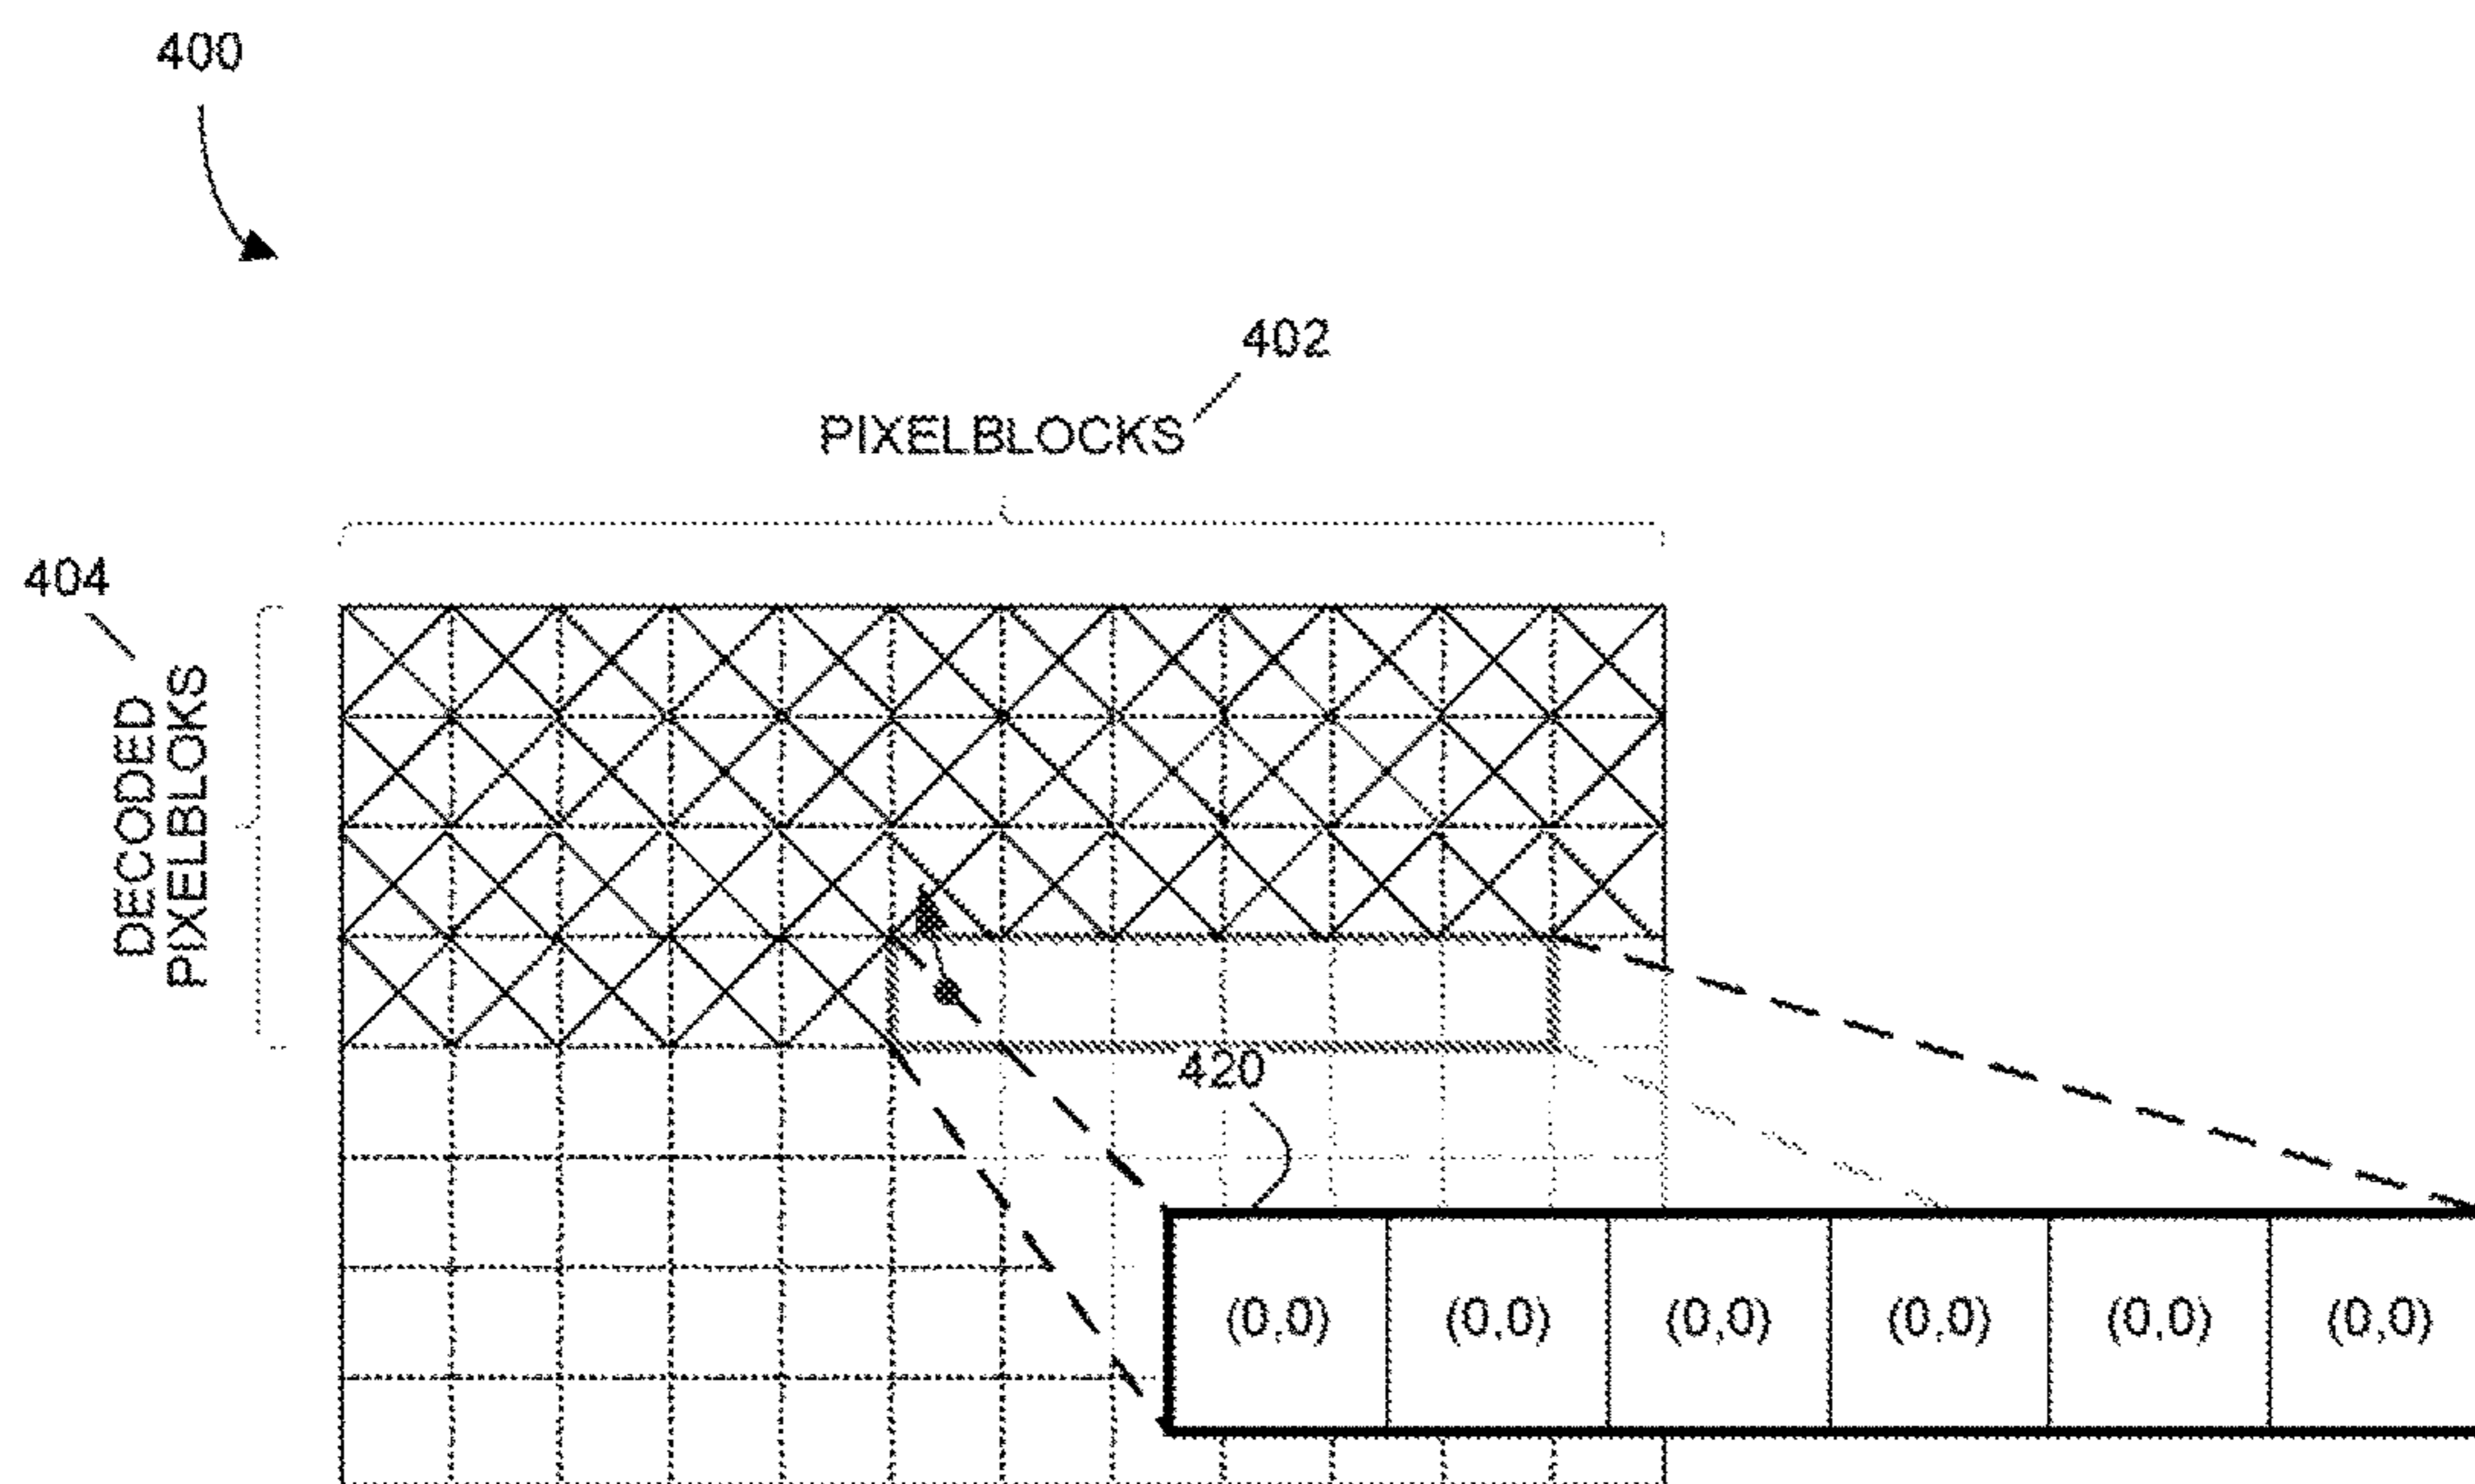 400
402
PIXELBLOCKS
404
DECODED
PIXELBLOKS
420
(0,0) (0,0) (0,0) (0,0) (0,0) (0,0)